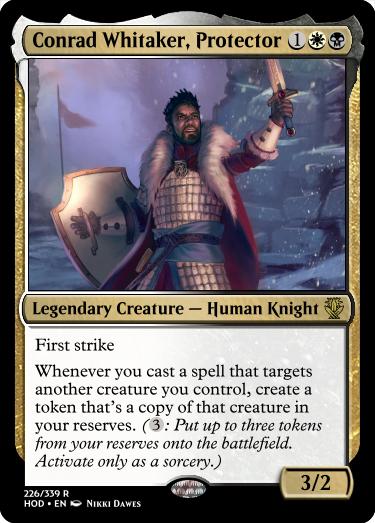 Conrad Whitaker, Protector 1
First strike
Legendary Creature — Human Knight
Whenever you cast a spell that targets
another creature you control, create a
token that's a copy of that creature in
your reserves. (3: Put up to three tokens
from your reserves onto the battlefield.
Activate only as a sorcery.)
3/2
226/339 R
HOD • EN Nikki Dawes